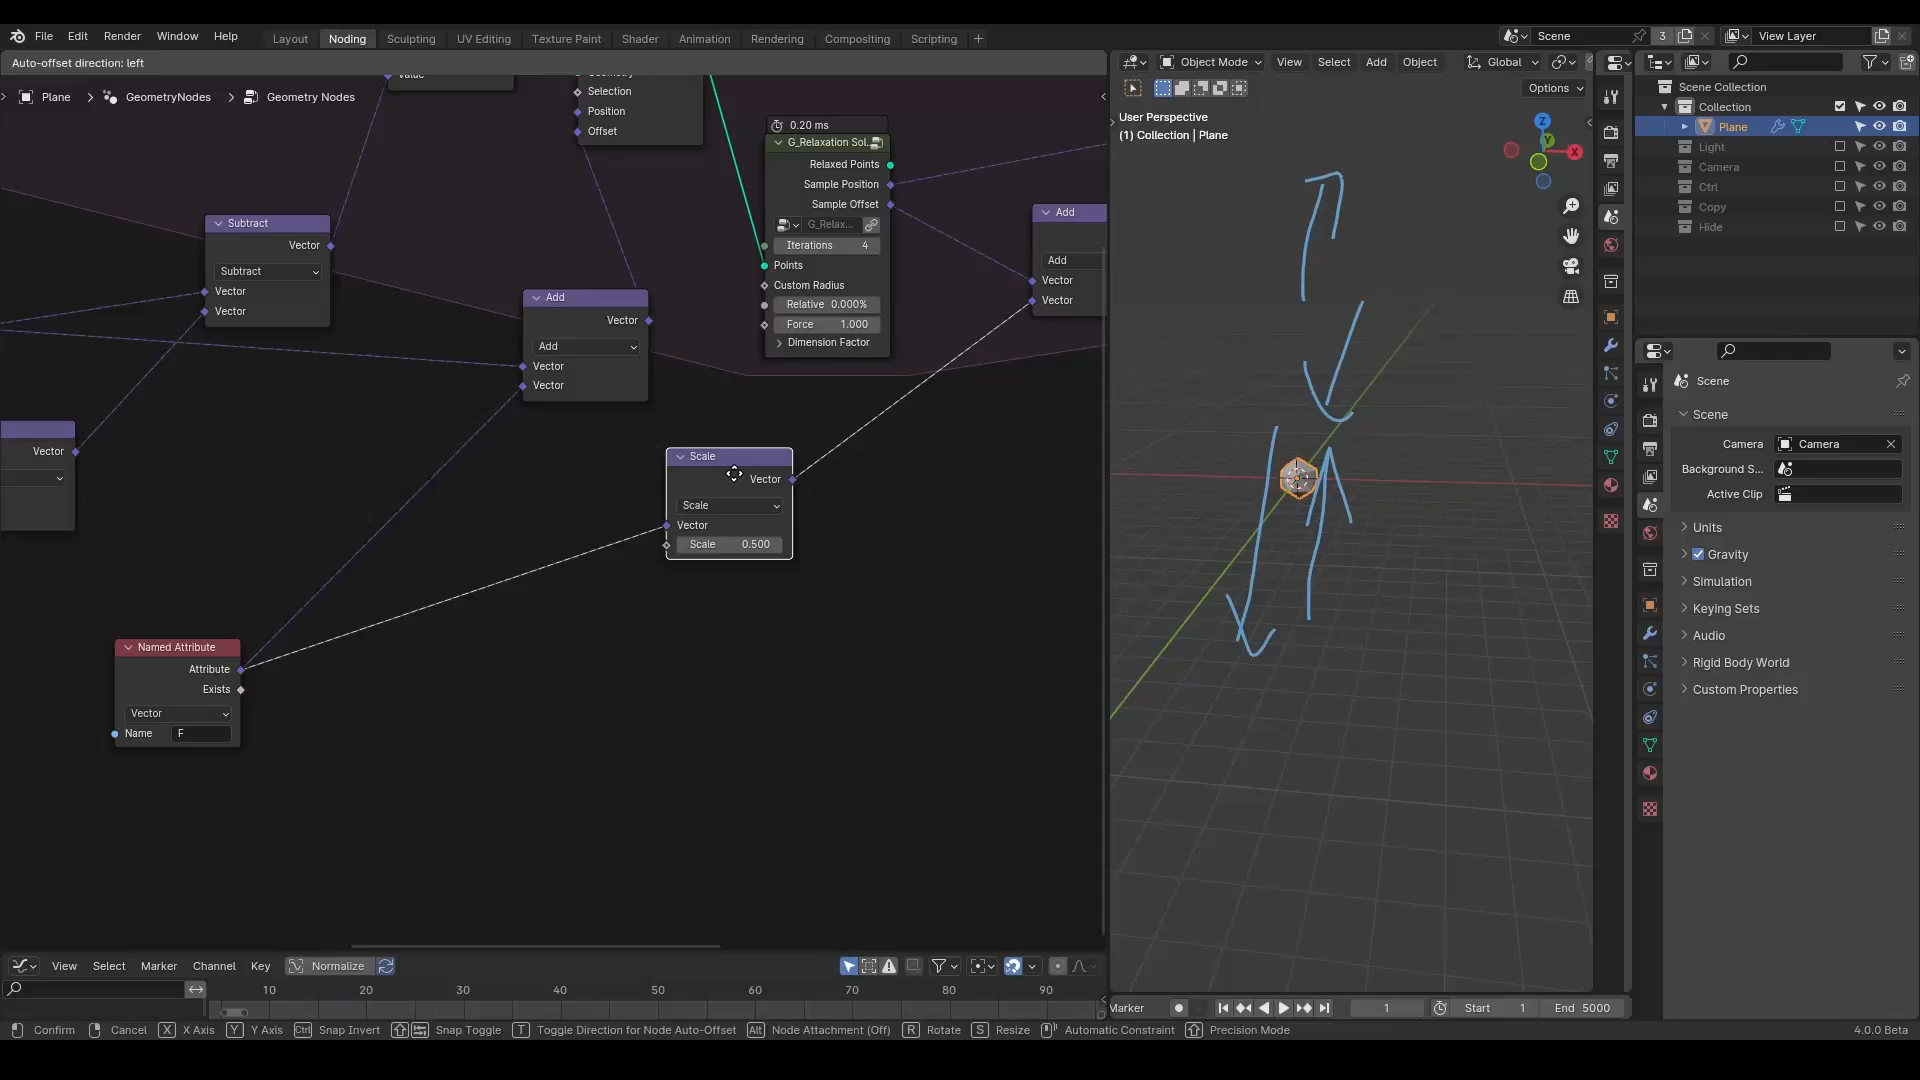 File Edit Render Window Help Layout Noding Sculpting UV Editing Texture Paint Shader Animation Rendering Compositing Scripting + Scene 3 View Layer
Auto-offset direction: left
Object Mode View Select Add Object Global
Plane > GeometryNodes > Geometry Nodes
Options
User Perspective
(1) Collection | Plane
Selection
Position
Offset
0.20 ms
G_Relaxation Sol.
Relaxed Points
Sample Position
Sample Offset
G_Relax...
Iterations 4
Points
Custom Radius
Relative 0.000%
Force 1.000
Dimension Factor
Subtract
Vector
Subtract
Vector
Vector
Add
Vector
Add
Vector
Vector
Add
Add
Vector
Vector
Vector
Scale
Vector
Scale
Vector
Scale 0.500
Named Attribute
Attribute
Exists
Vector
Name F
Z
Y
X
Scene Collection
Collection
Plane
Light
Camera
Ctrl
Copy
Hide
Scene
Scene
Camera Camera
Background S...
Active Clip
Units
Gravity
Simulation
Keying Sets
Audio
Rigid Body World
Custom Properties
View Select Marker Channel Key Normalize
10 20 30 40 50 60 70 80 90
Marker 1 Start 1 End 5000
Confirm Cancel X X Axis Y Y Axis Ctrl Snap Invert Snap Toggle T Toggle Direction for Node Auto-Offset Alt Node Attachment (Off) R Rotate S Resize Automatic Constraint Precision Mode 4.0.0 Beta